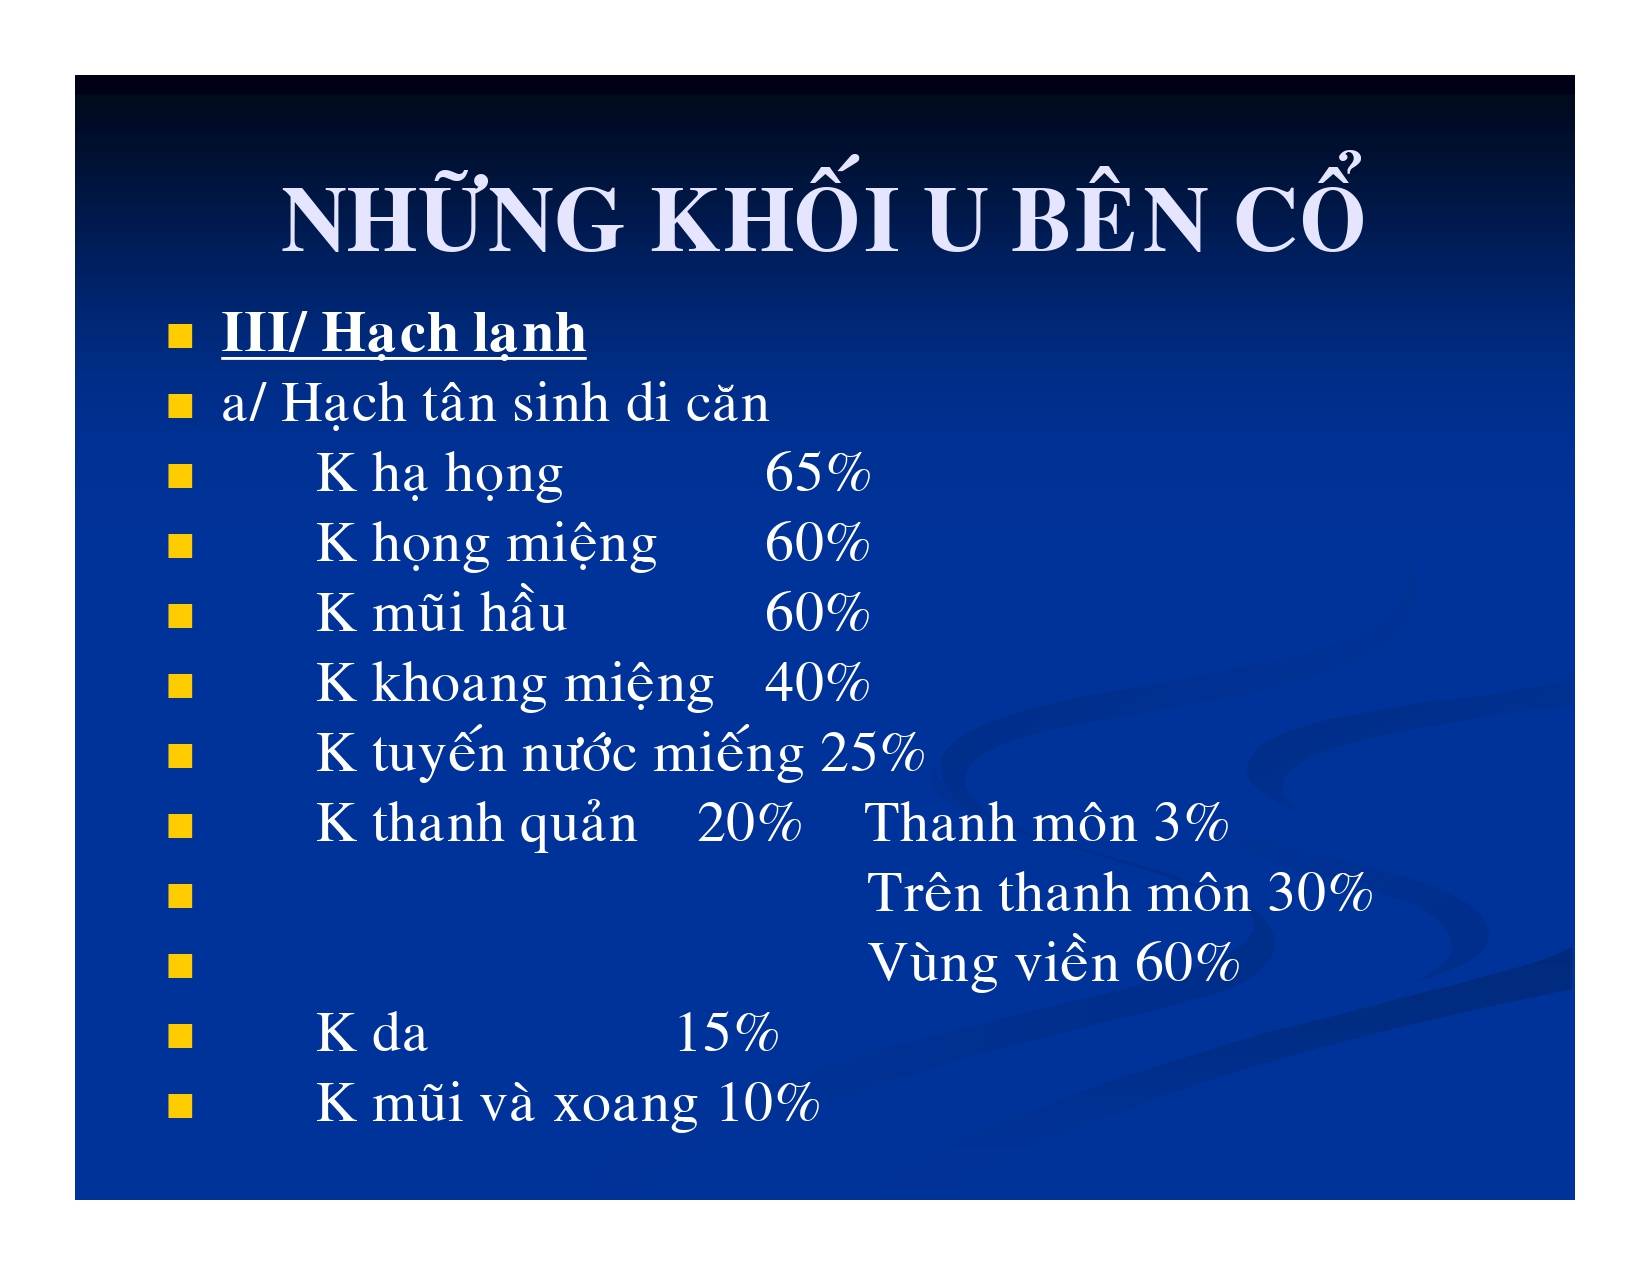 NHỮNG KHỐI U BÊN CỔ
III/ Hạch lạnh
a/ Hạch tân sinh di căn
K hạ họng 65%
K họng miệng 60%
K mũi hầu 60%
K khoang miệng 40%
K tuyến nước miếng 25%
K thanh quản 20% Thanh môn 3%
Trên thanh môn 30%
Vùng viền 60%
K da 15%
K mũi và xoang 10%